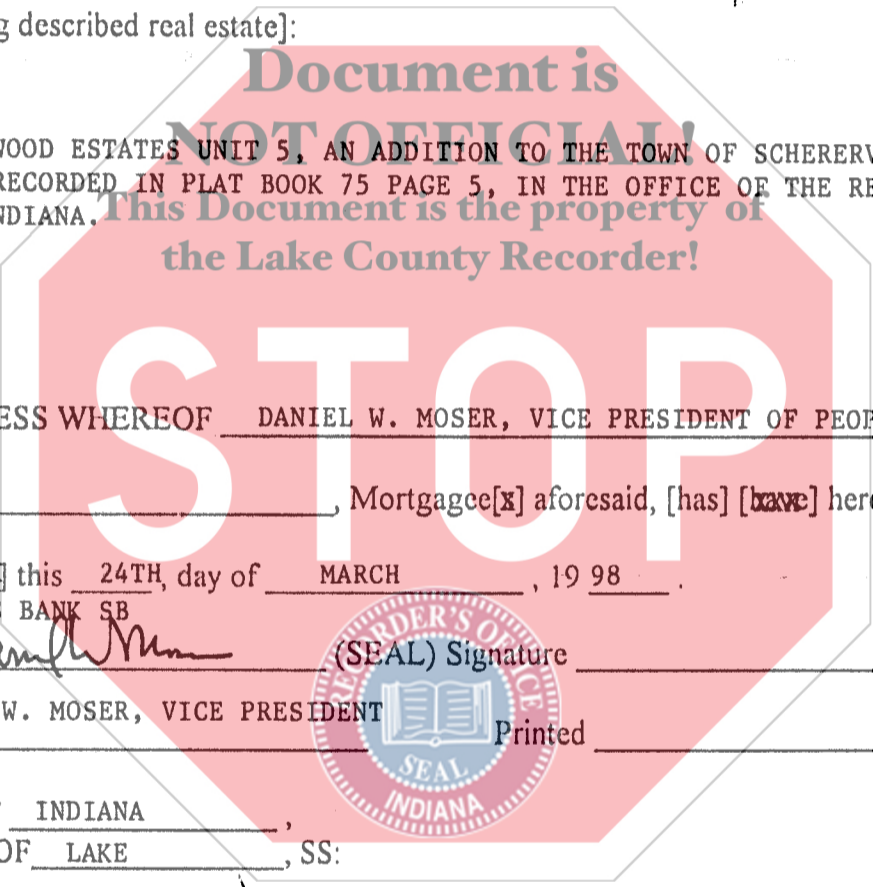 g described real estate]:
Document is
NOT OFFICIAL!
WOOD ESTATES UNIT 5, AN ADDITION TO THE TOWN OF SCHERERV
RECORDED IN PLAT BOOK 75 PAGE 5, IN THE OFFICE OF THE RE
NDIANA.
This Document is the property of
the Lake County Recorder!
STOP
ESS WHEREOF DANIEL W. MOSER, VICE PRESIDENT OF PEOP
, Mortgagee[x] aforesaid, [has] [have] here
] this 24TH, day of MARCH , 19 98 .
BANK SB
(SEAL) Signature
W. MOSER, VICE PRESIDENT
Printed
RECORDER'S OFFICE
SEAL
INDIANA
INDIANA ,
OF LAKE , SS: